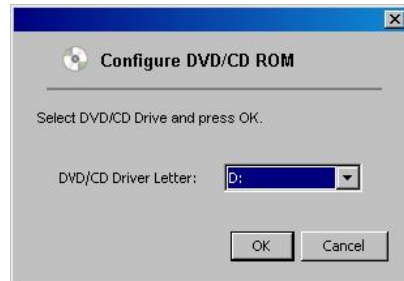 Configure DVD/CD ROM
Select DVD/CD Drive and press OK.
DVD/CD Driver Letter: D:
OK Cancel